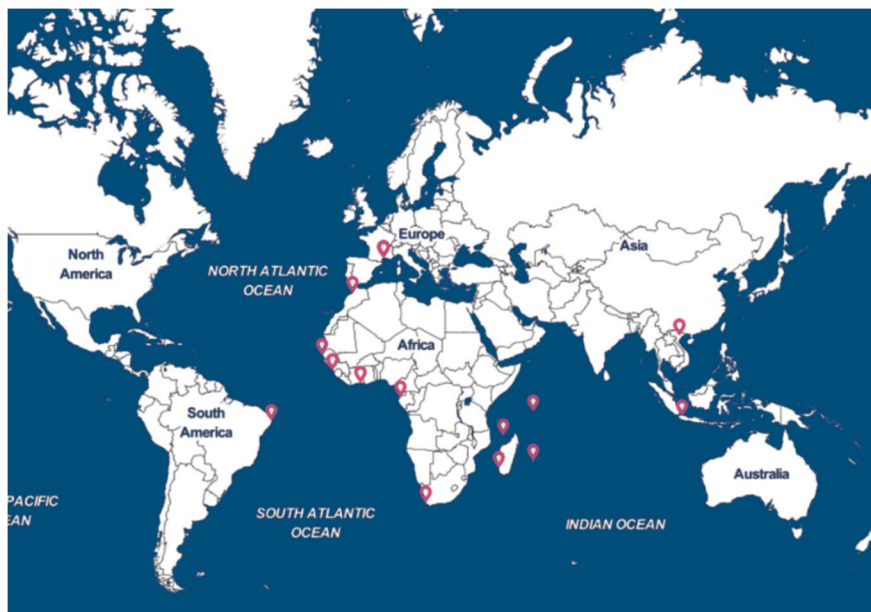 Europe
Asia
North
America
NORTH ATLANTIC
OCEAN
Africa
South
America
Australia
PACIFIC
EAN
SOUTH ATLANTIC
OCEAN
INDIAN OCEAN